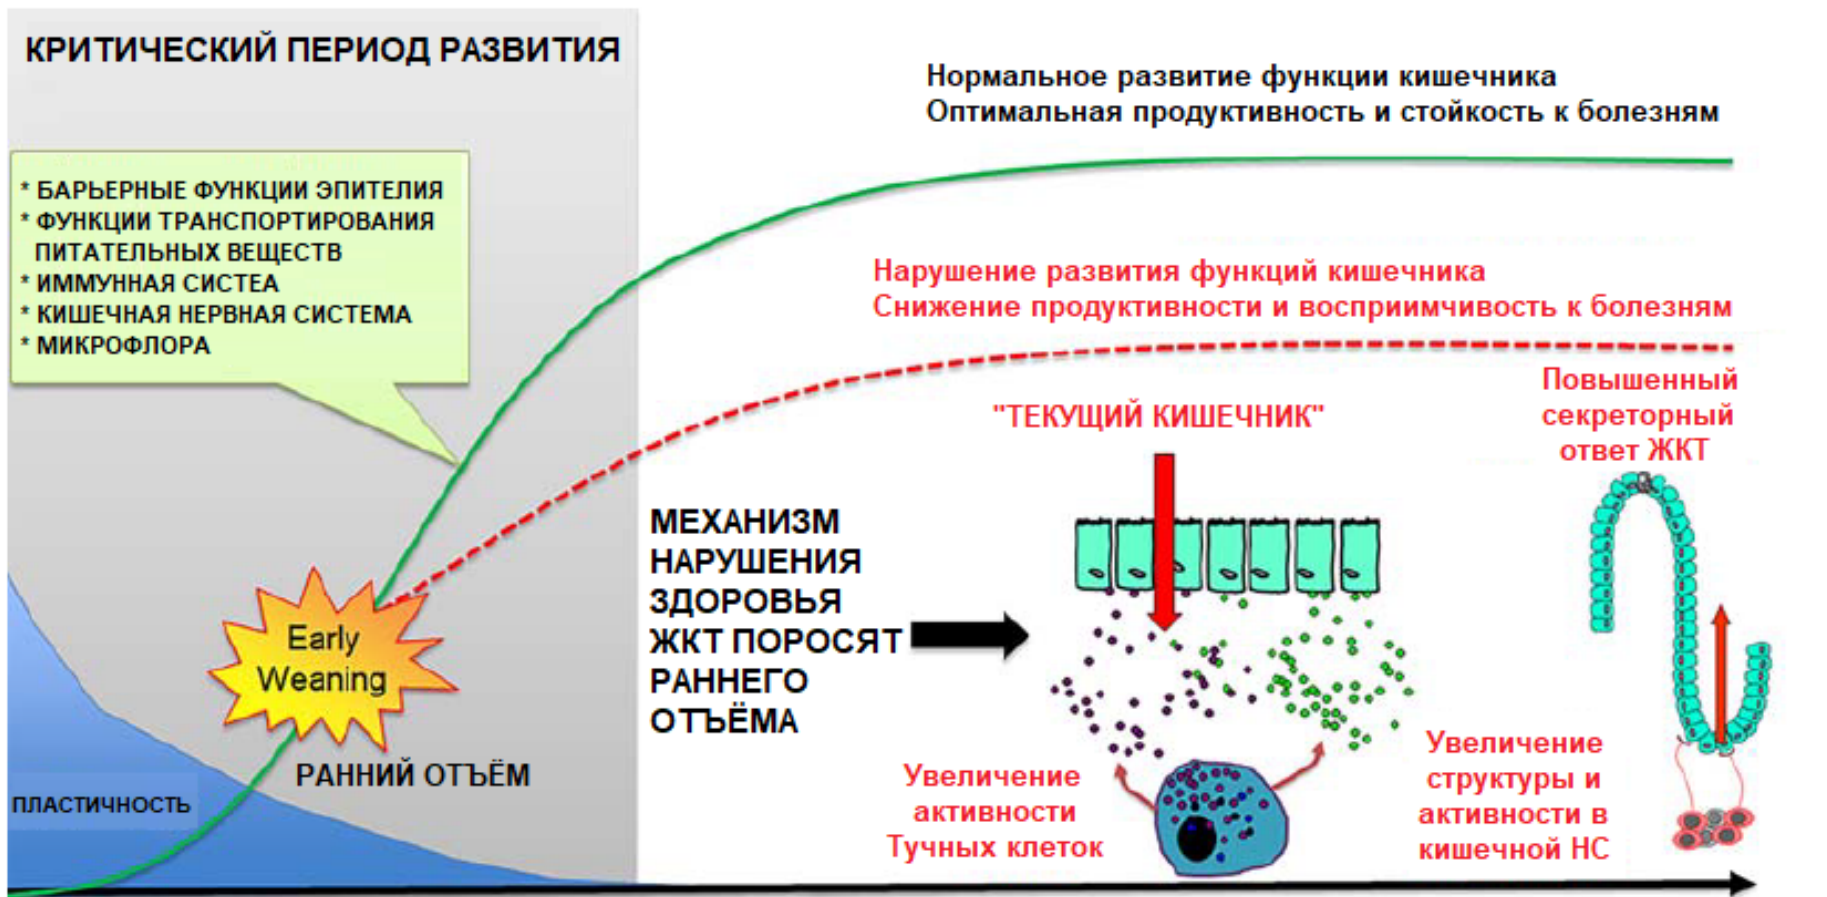 КРИТИЧЕСКИЙ ПЕРИОД РАЗВИТИЯ
Нормальное развитие функции кишечника
Оптимальная продуктивность и стойкость к болезням
* БАРЬЕРНЫЕ ФУНКЦИИ ЭПИТЕЛИЯ
* ФУНКЦИИ ТРАНСПОРТИРОВАНИЯ
ПИТАТЕЛЬНЫХ ВЕЩЕСТВ
* ИММУННАЯ СИСТЕА
* КИШЕЧНАЯ НЕРВНАЯ СИСТЕМА
* МИКРОФЛОРА
Нарушение развития функций кишечника
Снижение продуктивности и восприимчивость к болезням
"ТЕКУЩИЙ КИШЕЧНИК"
Повышенный
секреторный
ответ ЖКТ
МЕХАНИЗМ
НАРУШЕНИЯ
ЗДОРОВЬЯ
ЖКТ ПОРОСЯТ
РАННЕГО
ОТЪЁМА
Early
Weaning
РАННИЙ ОТЪЁМ
ПЛАСТИЧНОСТЬ
Увеличение
активности
Тучных клеток
Увеличение
структуры и
активности в
кишечной НС